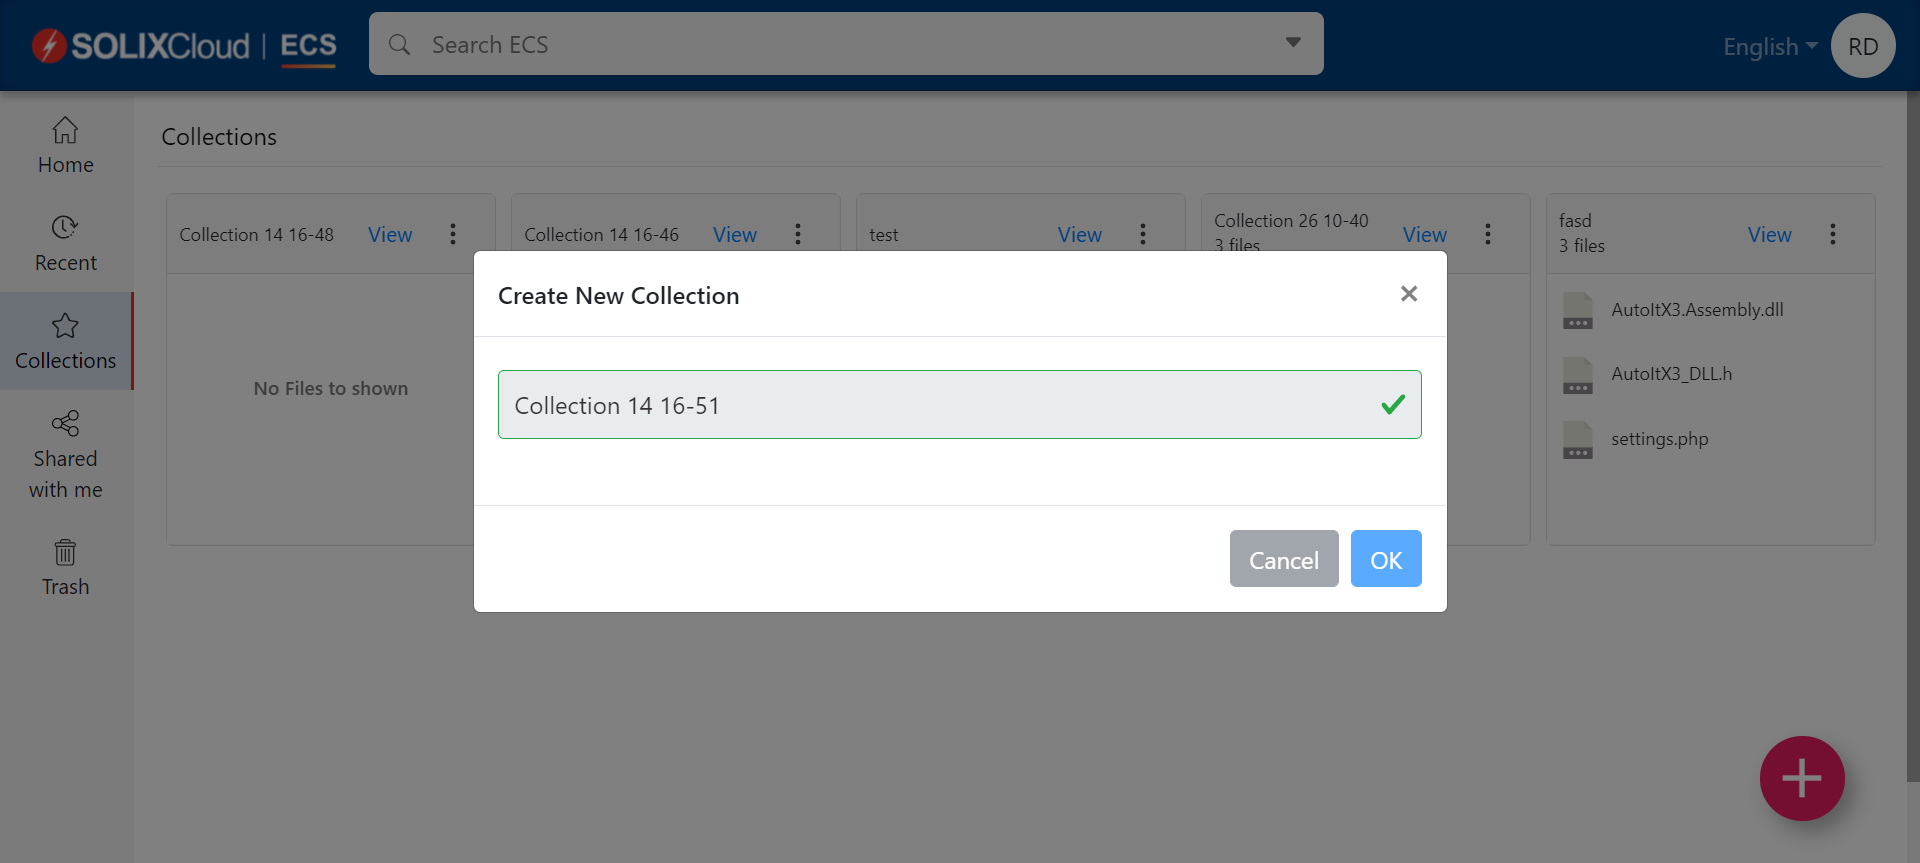 SOLIXCloud | ECS
Search ECS
English
RD
Home
Recent
Collections
Shared
with me
Trash
Collections
Collection 14 16-48
View
Collection 14 16-46
View
test
View
Collection 26 10-40
3 files
View
fasd
3 files
View
No Files to shown
AutoItX3.Assembly.dll
AutoItX3_DLL.h
settings.php
Create New Collection
Collection 14 16-51
Cancel
OK